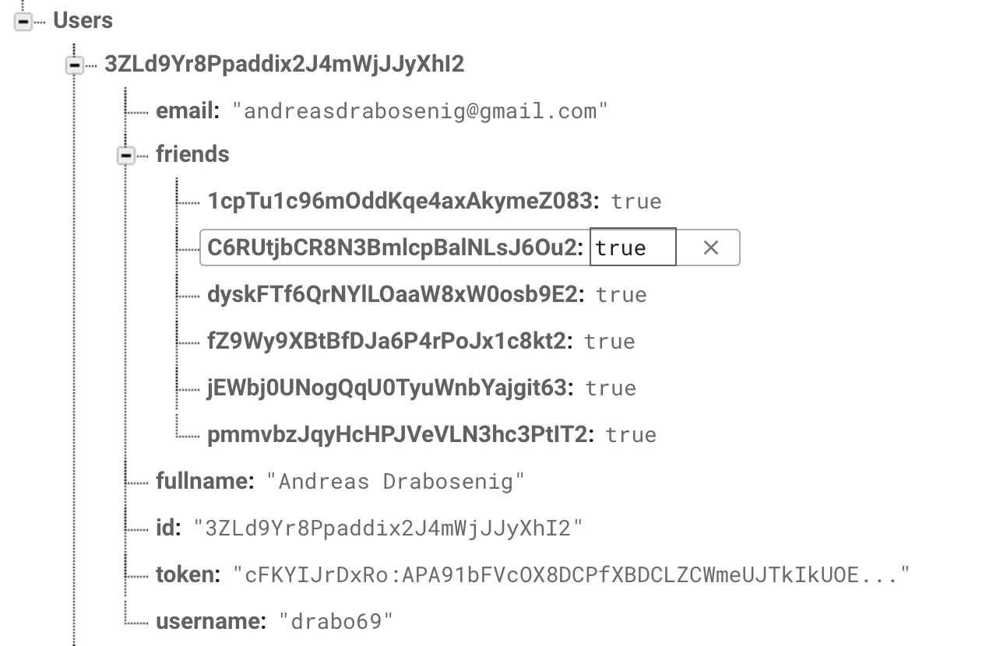 Users
3ZLd9Yr8Ppaddix2J4mWjJJyXhI2
email: "andreasdrabosenig@gmail.com"
friends
1cpTu1c96mOddKqe4axAkymeZ083: true
C6RUtjbCR8N3BmlcpBalNLsJ6Ou2: true
dyskFTf6QrNYlLOaaW8xW0osb9E2: true
fZ9Wy9XBtBfDJa6P4rPoJx1c8kt2: true
jEWbj0UNogQqU0TyuWnbYajgit63: true
pmmvbzJqyHcHPJVeVLN3hc3PtIT2: true
fullname: "Andreas Drabosenig"
id: "3ZLd9Yr8Ppaddix2J4mWjJJyXhI2"
token: "cFKYIJrDxRo:APA91bFVcOX8DCPfXBDCLZCWmeUJTkIkUOE..."
username: "drabo69"